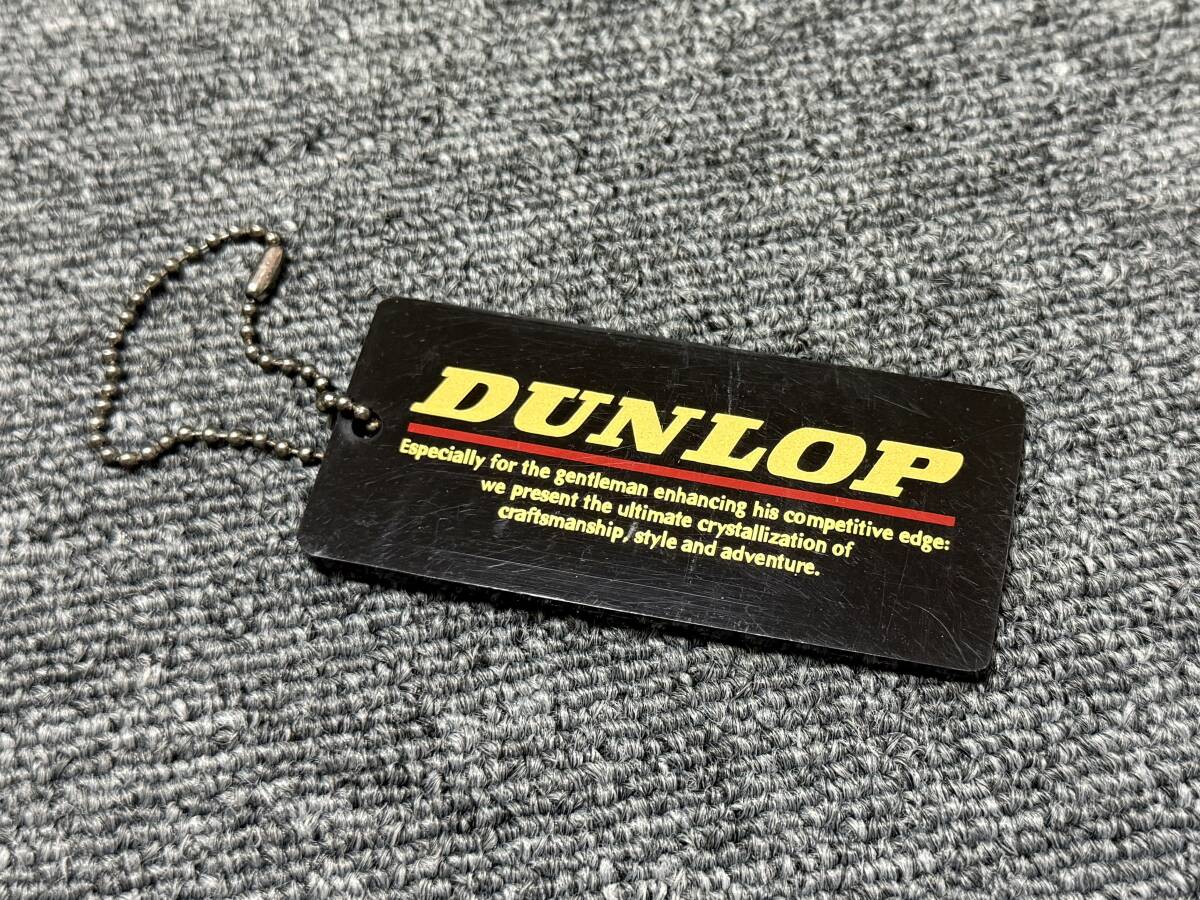 DUNLOP
Especially for the gentleman enhancing his competitive edge:
we present the ultimate crystallization of
craftsmanship, style and adventure.